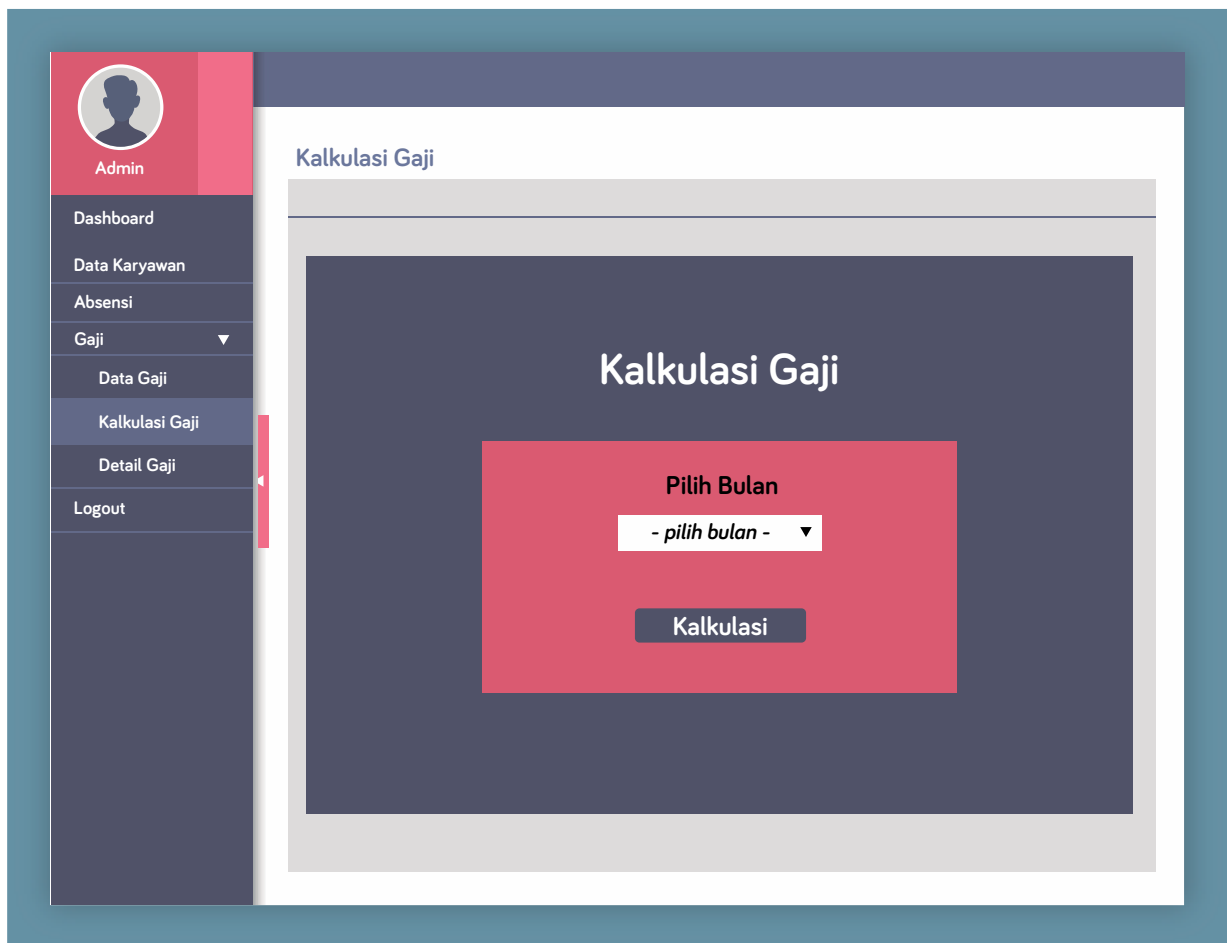 Admin
Dashboard
Data Karyawan
Absensi
Gaji
Data Gaji
Kalkulasi Gaji
Detail Gaji
Logout
Kalkulasi Gaji
Kalkulasi Gaji
Pilih Bulan
- pilih bulan -
Kalkulasi